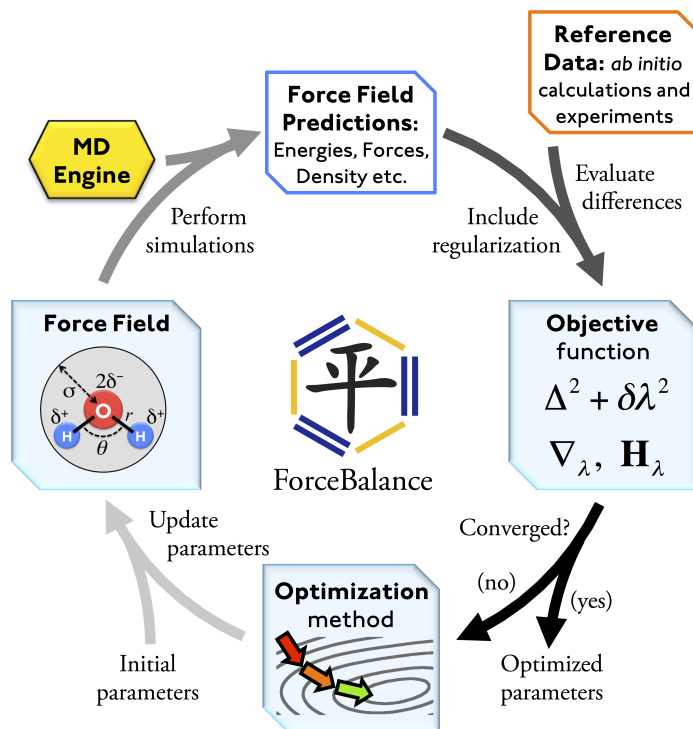 Reference
Data: ab initio
calculations and
experiments
Force Field
Predictions:
Energies, Forces,
Density etc.
MD
Engine
Perform
simulations
Include
regularization
Evaluate
differences
Force Field
σ
2δ⁻
δ⁺
O
r
δ⁺
H
θ
H
平
ForceBalance
Objective
function
Δ² + δλ²
∇λ, Hλ
Converged?
(no)
(yes)
Optimized
parameters
Optimization
method
Update
parameters
Initial
parameters